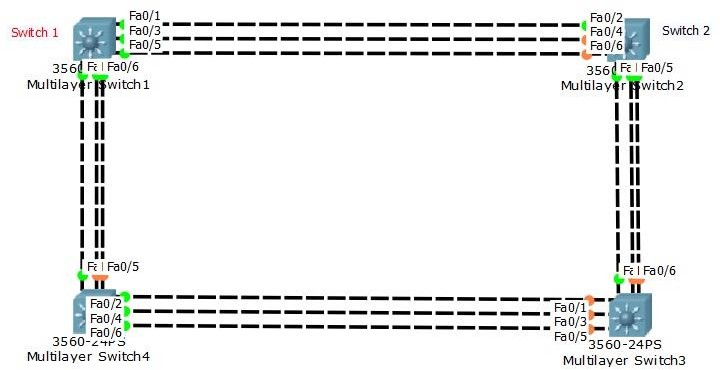 Switch 1
Fa0/1
Fa0/3
Fa0/5
Fa0/6
Multilayer Switch1
Fa0/2
Fa0/4
Fa0/6
Switch 2
Fa0/5
Multilayer Switch2
Fa0/5
Fa0/2
Fa0/4
Fa0/6
3560-24PS
Multilayer Switch4
Fa0/6
Fa0/1
Fa0/3
Fa0/5
3560-24PS
Multilayer Switch3